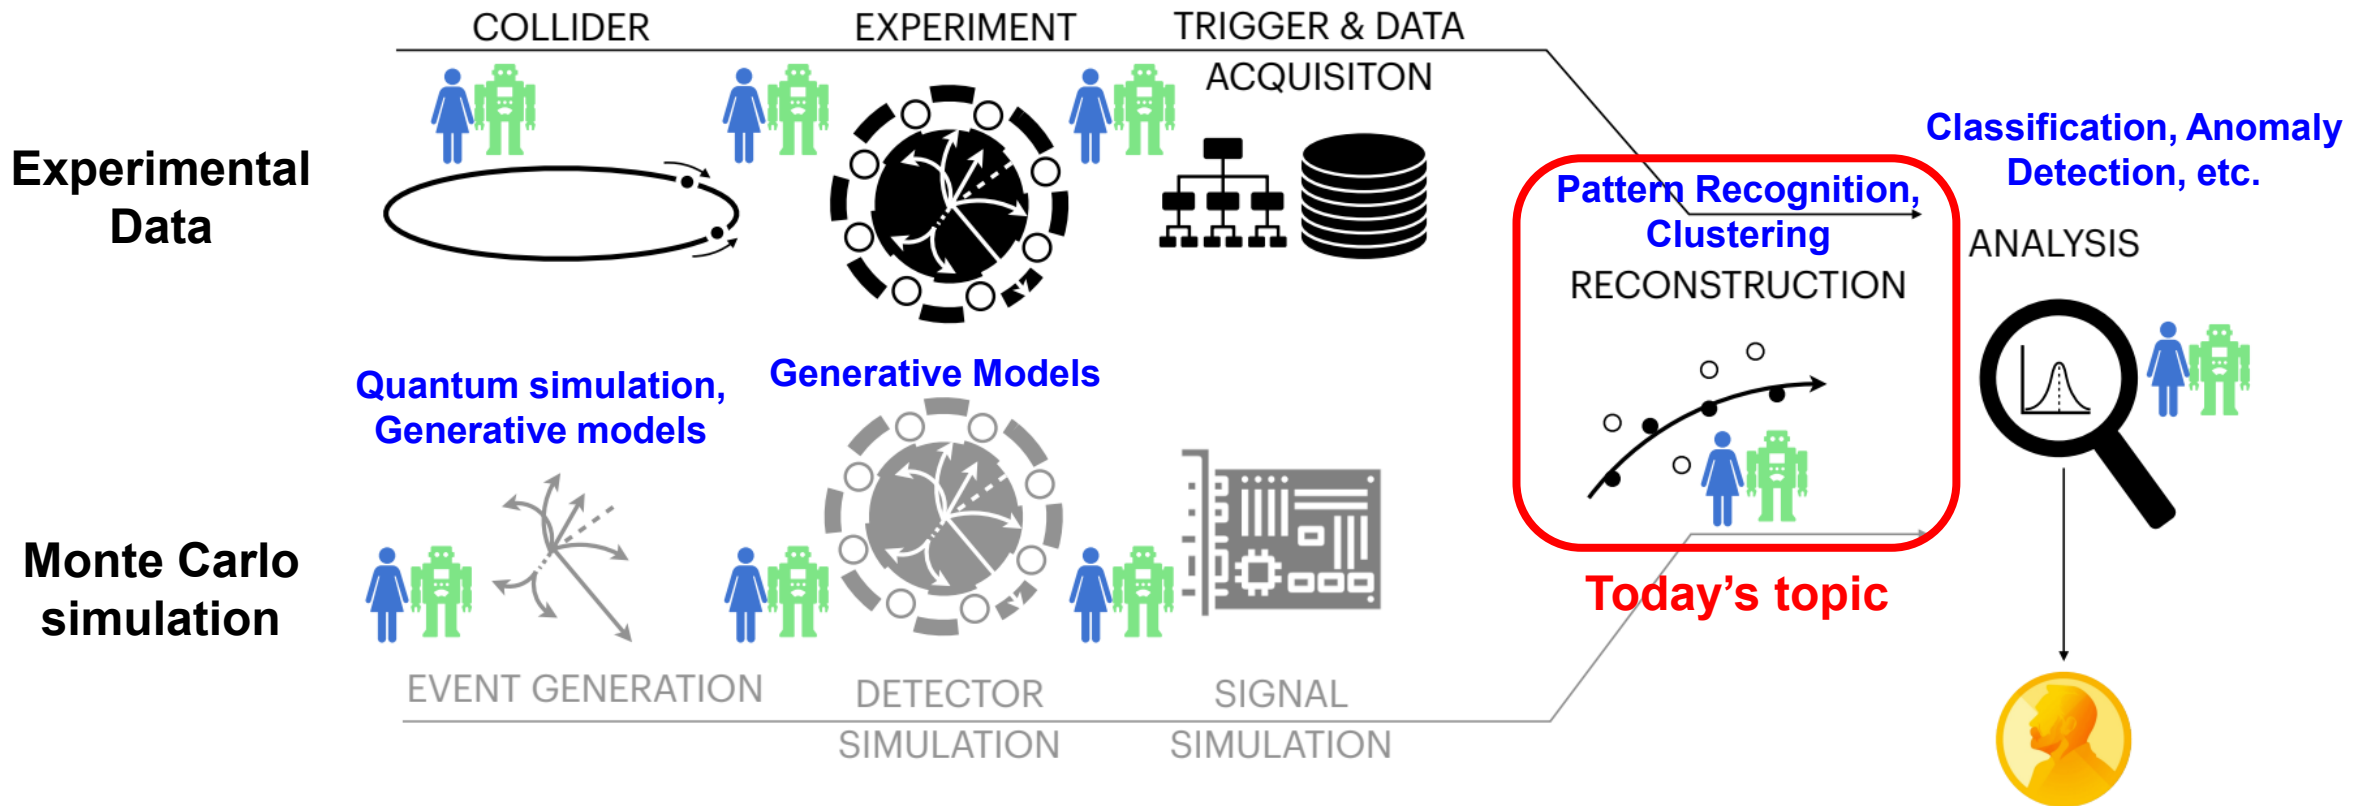 COLLIDER
EXPERIMENT
TRIGGER & DATA
ACQUISITON
Experimental
Data
Classification, Anomaly
Detection, etc.
Pattern Recognition,
Clustering
RECONSTRUCTION
ANALYSIS
Quantum simulation,
Generative models
Generative Models
Monte Carlo
simulation
Today’s topic
EVENT GENERATION
DETECTOR
SIMULATION
SIGNAL
SIMULATION